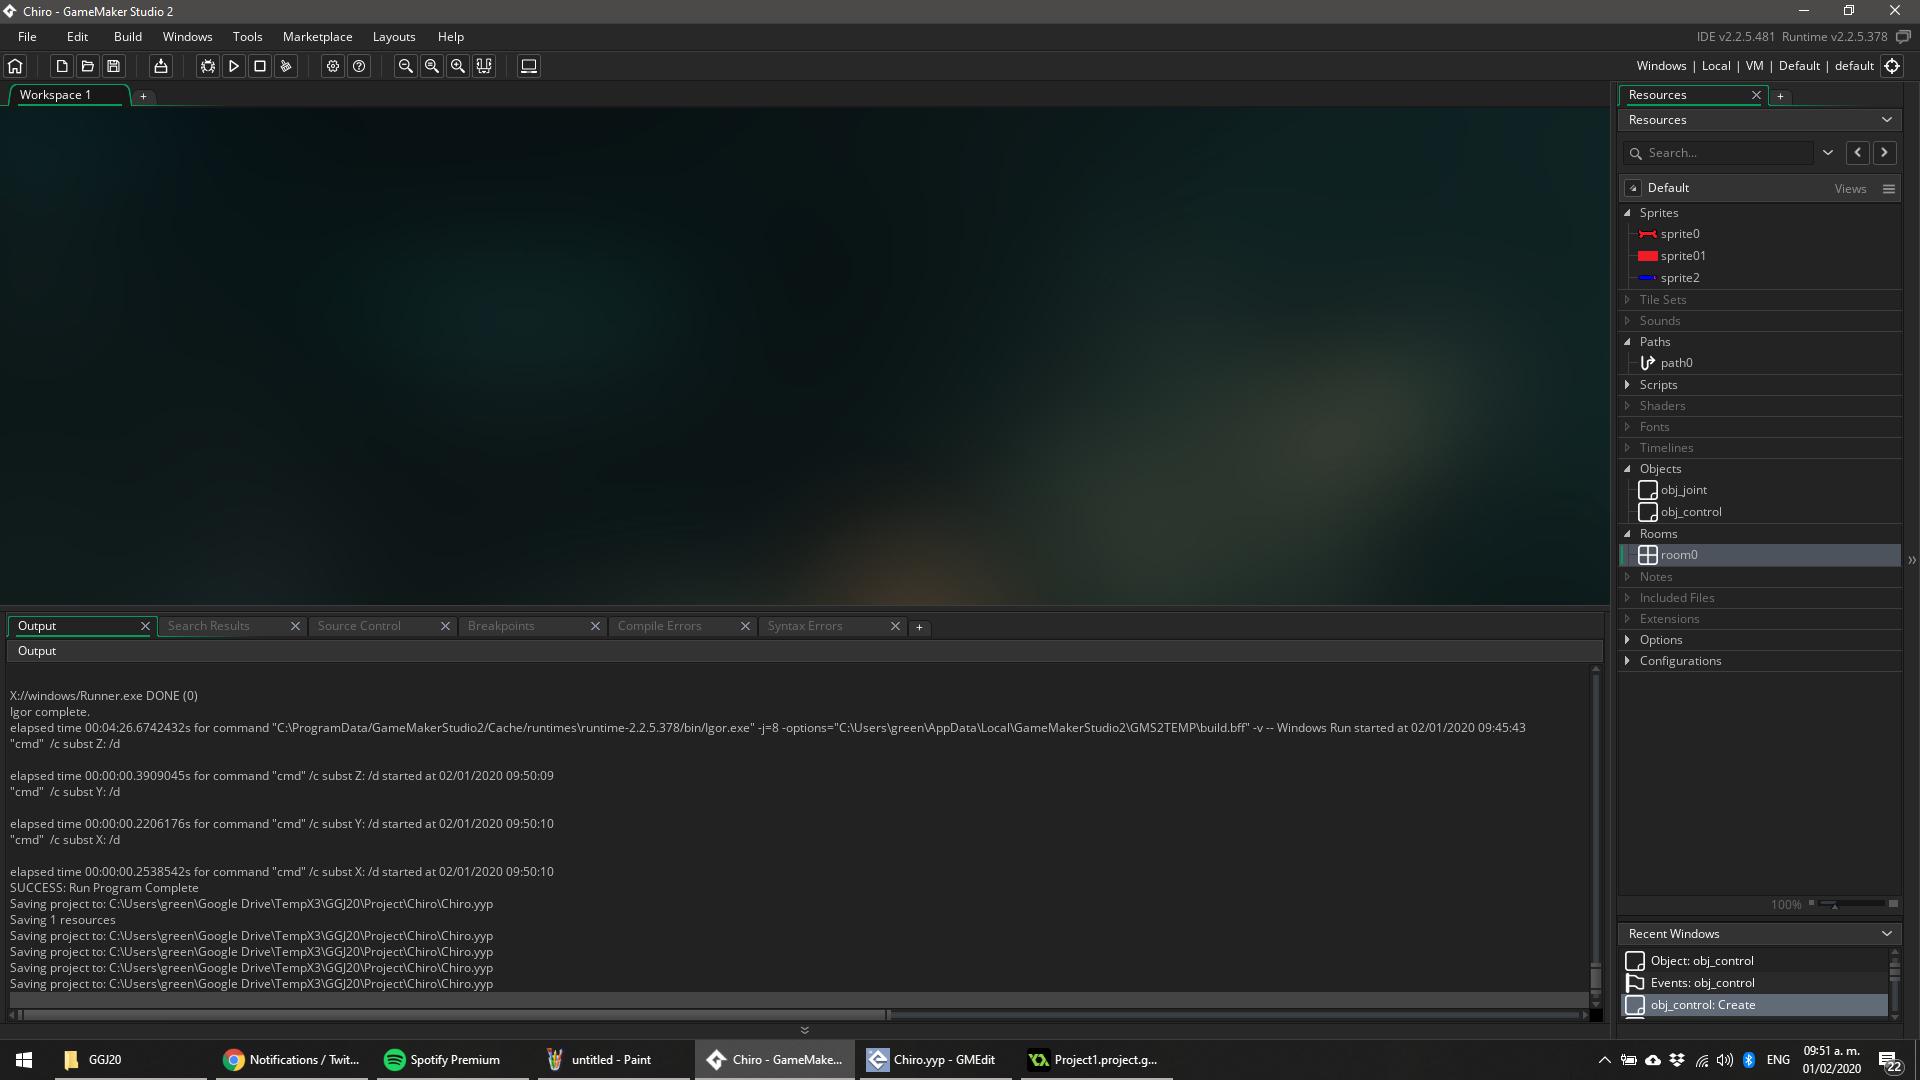 Chiro - GameMaker Studio 2
File Edit Build Windows Tools Marketplace Layouts Help
IDE v2.2.5.481 Runtime v2.2.5.378
Windows | Local | VM | Default | default
Workspace 1 +
Resources
Resources
Search...
Default Views
Sprites
sprite0
sprite01
sprite2
Tile Sets
Sounds
Paths
path0
Scripts
Shaders
Fonts
Timelines
Objects
obj_joint
obj_control
Rooms
room0
Notes
Included Files
Extensions
Options
Configurations
100%
Recent Windows
Object: obj_control
Events: obj_control
obj_control: Create
Output Search Results Source Control Breakpoints Compile Errors Syntax Errors +
Output
X://windows/Runner.exe DONE (0)
Igor complete.
elapsed time 00:04:26.6742432s for command "C:\ProgramData/GameMakerStudio2/Cache/runtimes\runtime-2.2.5.378/bin/Igor.exe" -j=8 -options="C:\Users\green\AppData\Local\GameMakerStudio2\GMS2TEMP\build.bff" -v -- Windows Run started at 02/01/2020 09:45:43
"cmd" /c subst Z: /d
elapsed time 00:00:00.3909045s for command "cmd" /c subst Z: /d started at 02/01/2020 09:50:09
"cmd" /c subst Y: /d
elapsed time 00:00:00.2206176s for command "cmd" /c subst Y: /d started at 02/01/2020 09:50:10
"cmd" /c subst X: /d
elapsed time 00:00:00.2538542s for command "cmd" /c subst X: /d started at 02/01/2020 09:50:10
SUCCESS: Run Program Complete
Saving project to: C:\Users\green\Google Drive\TempX3\GGJ20\Project\Chiro\Chiro.yyp
Saving 1 resources
Saving project to: C:\Users\green\Google Drive\TempX3\GGJ20\Project\Chiro\Chiro.yyp
Saving project to: C:\Users\green\Google Drive\TempX3\GGJ20\Project\Chiro\Chiro.yyp
Saving project to: C:\Users\green\Google Drive\TempX3\GGJ20\Project\Chiro\Chiro.yyp
Saving project to: C:\Users\green\Google Drive\TempX3\GGJ20\Project\Chiro\Chiro.yyp
GGJ20 Notifications / Twit... Spotify Premium untitled - Paint Chiro - GameMake... Chiro.yyp - GMEdit Project1.project.g... ENG 09:51 a. m.
01/02/2020 22